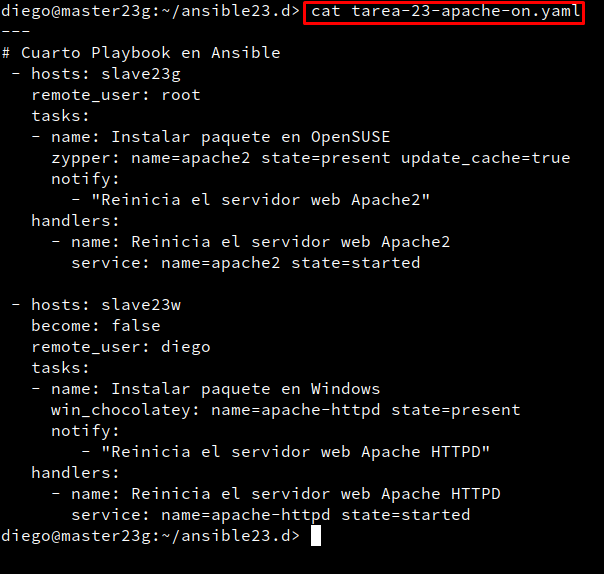 diego@master23g:~/ansible23.d> cat tarea-23-apache-on.yaml
---
# Cuarto Playbook en Ansible
 - hosts: slave23g
   remote_user: root
   tasks:
   - name: Instalar paquete en OpenSUSE
     zypper: name=apache2 state=present update_cache=true
     notify:
       - "Reinicia el servidor web Apache2"
   handlers:
     - name: Reinicia el servidor web Apache2
       service: name=apache2 state=started

 - hosts: slave23w
   become: false
   remote_user: diego
   tasks:
   - name: Instalar paquete en Windows
     win_chocolatey: name=apache-httpd state=present
     notify:
        - "Reinicia el servidor web Apache HTTPD"
   handlers:
     - name: Reinicia el servidor web Apache HTTPD
       service: name=apache-httpd state=started
diego@master23g:~/ansible23.d>